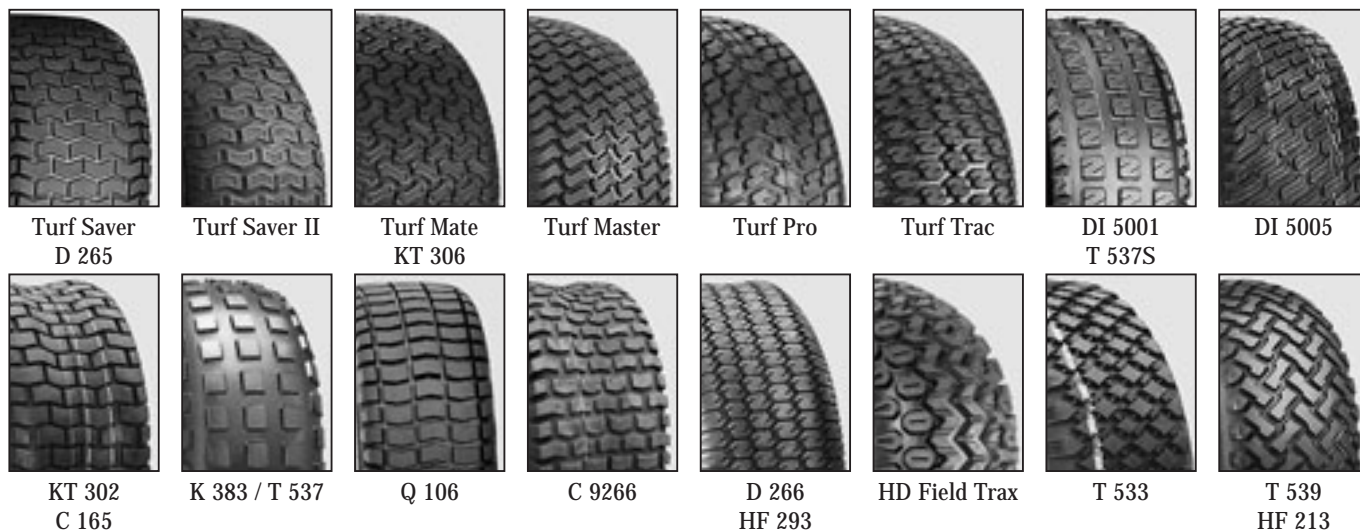 Turf Saver Turf Saver II Turf Mate Turf Master Turf Pro Turf Trac DI 5001 DI 5005
D 265 KT 306 T 537S
KT 302 K 383 / T 537 Q 106 C 9266 D 266 HD Field Trax T 533 T 539
C 165 HF 293 HF 213